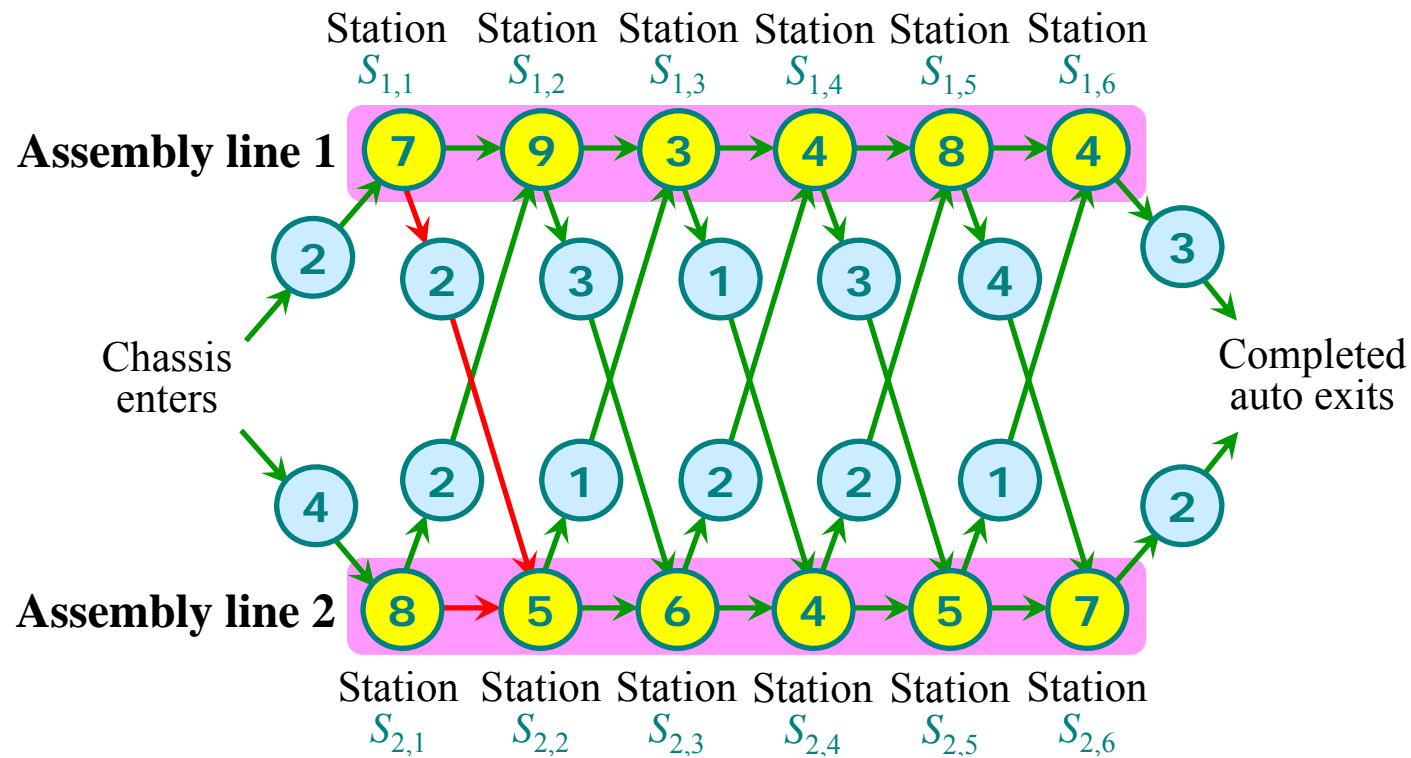 Station Station Station Station Station Station
S1,1 S1,2 S1,3 S1,4 S1,5 S1,6
Assembly line 1 7 9 3 4 8 4
2 2 3 1 3 4 3
Chassis
enters
Completed
auto exits
4 2 1 2 2 1 2
Assembly line 2 8 5 6 4 5 7
Station Station Station Station Station Station
S2,1 S2,2 S2,3 S2,4 S2,5 S2,6